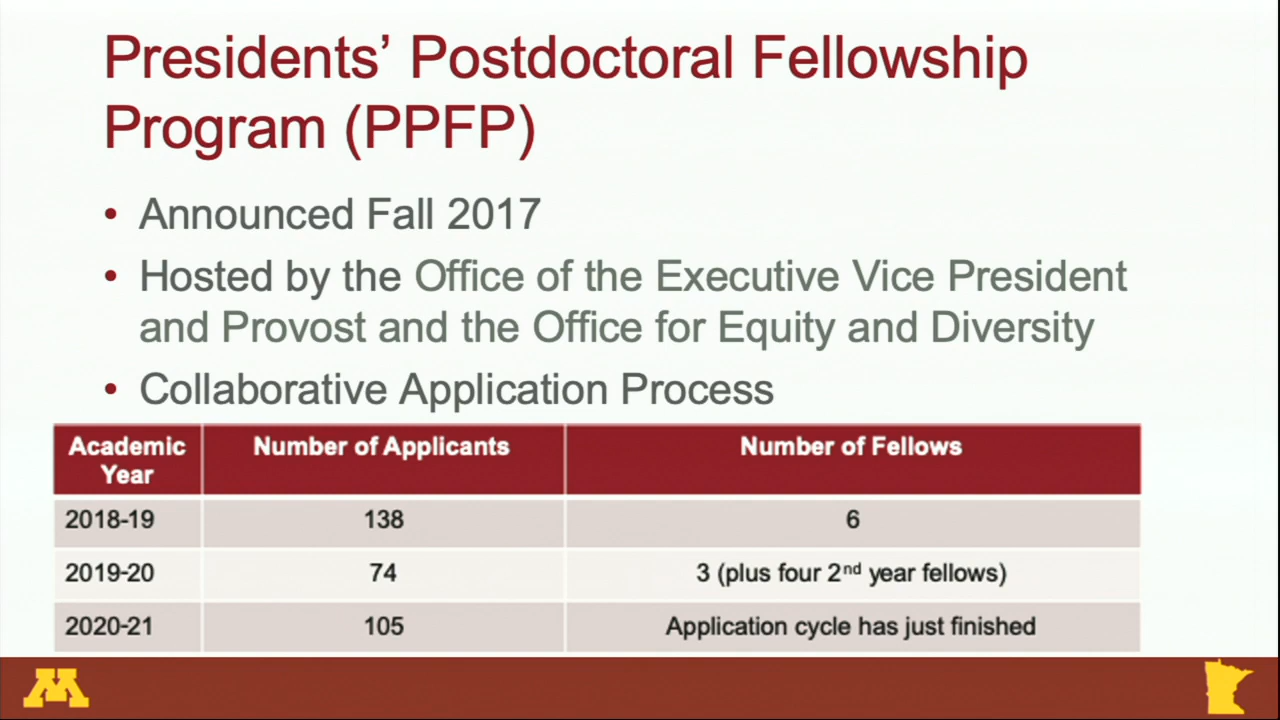 Presidents’ Postdoctoral Fellowship
Program (PPFP)
• Announced Fall 2017
• Hosted by the Office of the Executive Vice President
and Provost and the Office for Equity and Diversity
• Collaborative Application Process
Academic Year Number of Applicants Number of Fellows
2018-19 138 6
2019-20 74 3 (plus four 2nd year fellows)
2020-21 105 Application cycle has just finished
M